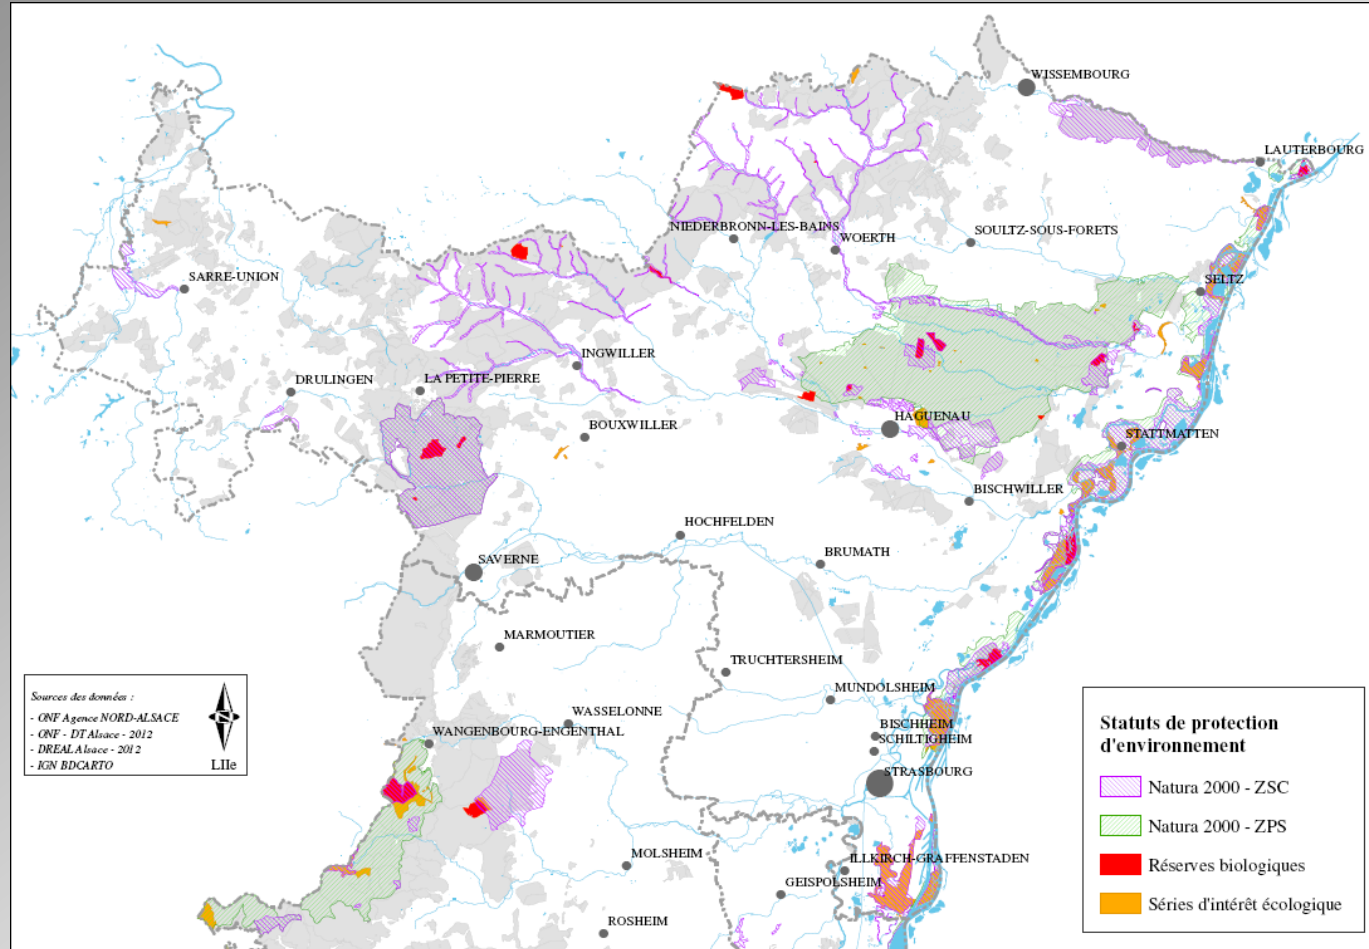 WISSEMBOURG
LAUTERBOURG
NIEDERBRONN-LES-BAINS
WOERTH
SOULTZ-SOUS-FORETS
SARRE-UNION
SELTZ
INGWILLER
DRULINGEN
LA PETITE-PIERRE
HAGUENAU
BOUXWILLER
STATTMATTEN
BISCHWILLER
HOCHFELDEN
BRUMATH
SAVERNE
MARMOUTIER
TRUCHTERSHEIM
MUNDOLSHEIM
WASSELONNE
BISCHHEIM
WANGENBOURG-ENGENTHAL
SCHILTIGHEIM
STRASBOURG
MOLSHEIM
ILLKIRCH-GRAFFENSTADEN
GEISPOLSHEIM
ROSHEIM
Sources des données :
- ONF Agence NORD-ALSACE
- ONF - DT Alsace - 2012
- DREAL Alsace - 2012
- IGN BDCARTO
LIIe
Statuts de protection
d'environnement
Natura 2000 - ZSC
Natura 2000 - ZPS
Réserves biologiques
Séries d'intérêt écologique